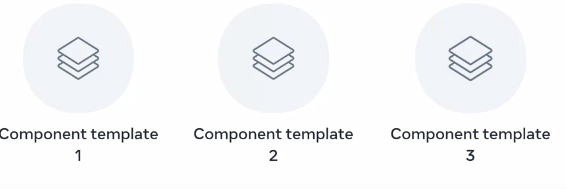 Component template
1
Component template
2
Component template
3